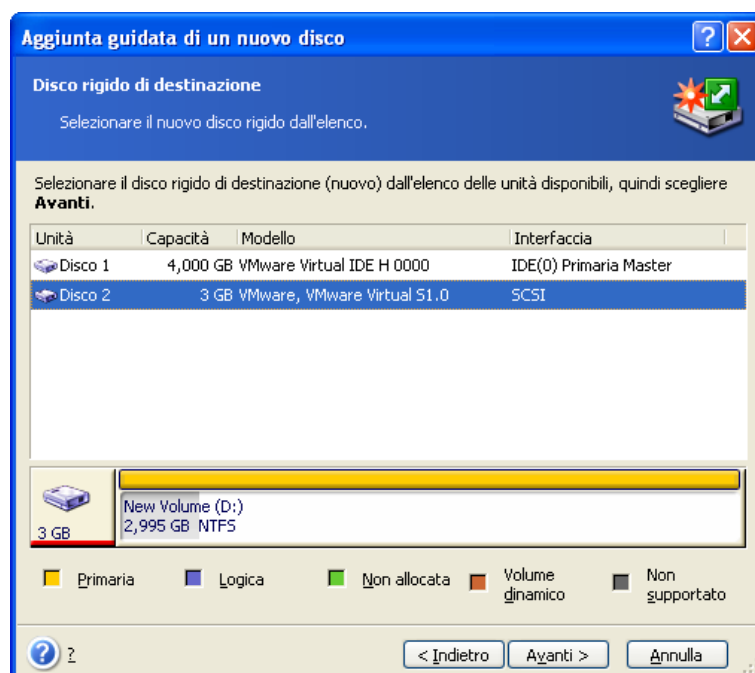 Aggiunta guidata di un nuovo disco
Disco rigido di destinazione
Selezionare il nuovo disco rigido dall'elenco.
Selezionare il disco rigido di destinazione (nuovo) dall'elenco delle unità disponibili, quindi scegliere
Avanti.
Unità Capacità Modello Interfaccia
Disco 1 4,000 GB VMware Virtual IDE H 0000 IDE(0) Primaria Master
Disco 2 3 GB VMware, VMware Virtual S1.0 SCSI
New Volume (D:)
3 GB 2,995 GB NTFS
Primaria Logica Non allocata Volume dinamico Non supportato
? < Indietro Avanti > Annulla